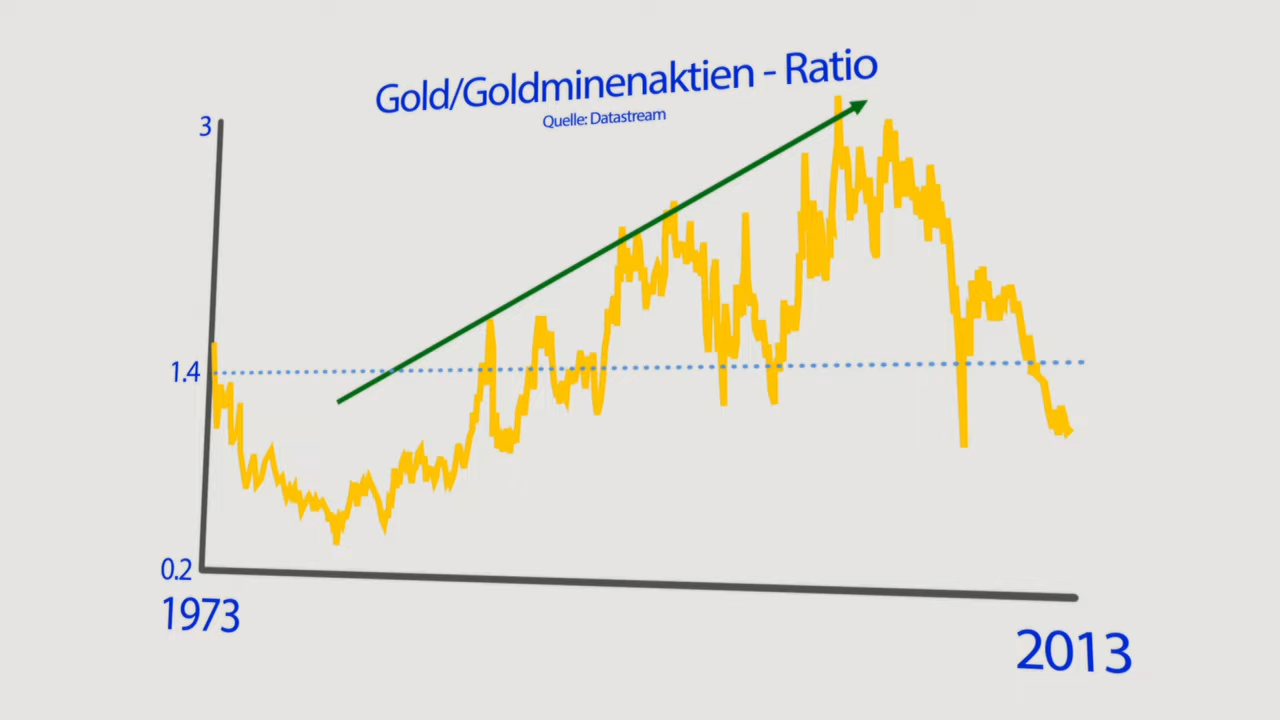 Gold/Goldminenaktien - Ratio
Quelle: Datastream
3
1.4
0.2
1973
2013